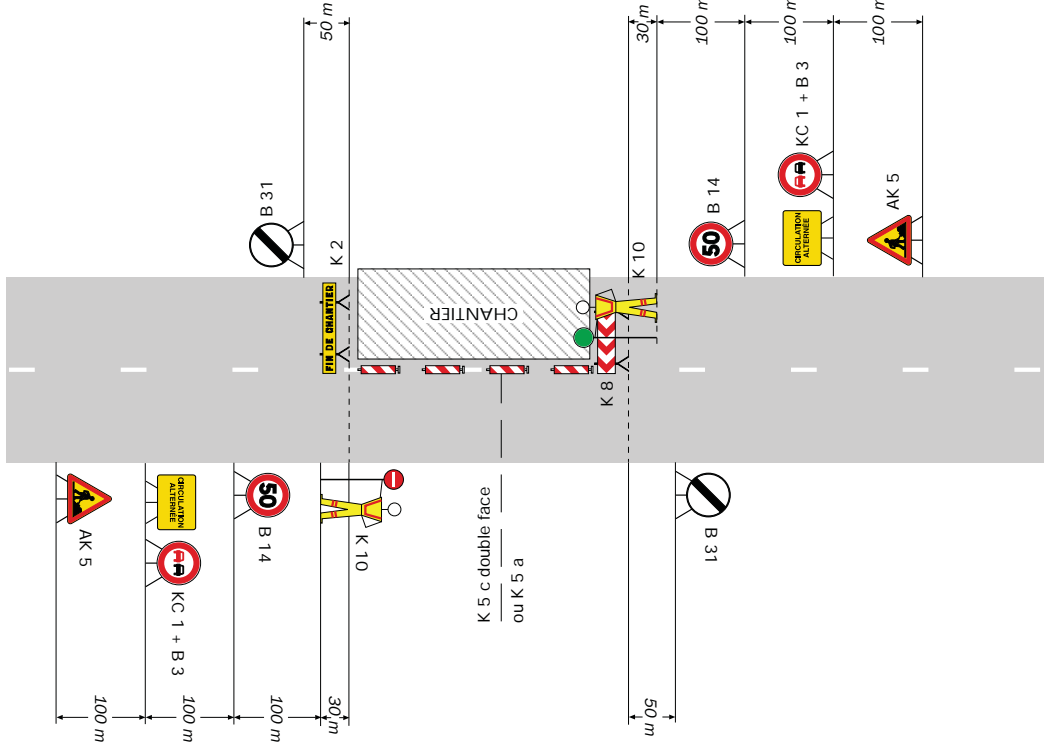 50 m
30 m
100 m
100 m
100 m
B 31
K 2
FIN DE CHANTIER
CHANTIER
K 10
50
B 14
KC 1 + B 3
CIRCULATION
ALTERNÉE
AK 5
K 8
AK 5
CIRCULATION
ALTERNÉE
KC 1 + B 3
50
B 14
K 10
K 5 c double face
ou K 5 a
B 31
100 m
100 m
100 m
30 m
50 m